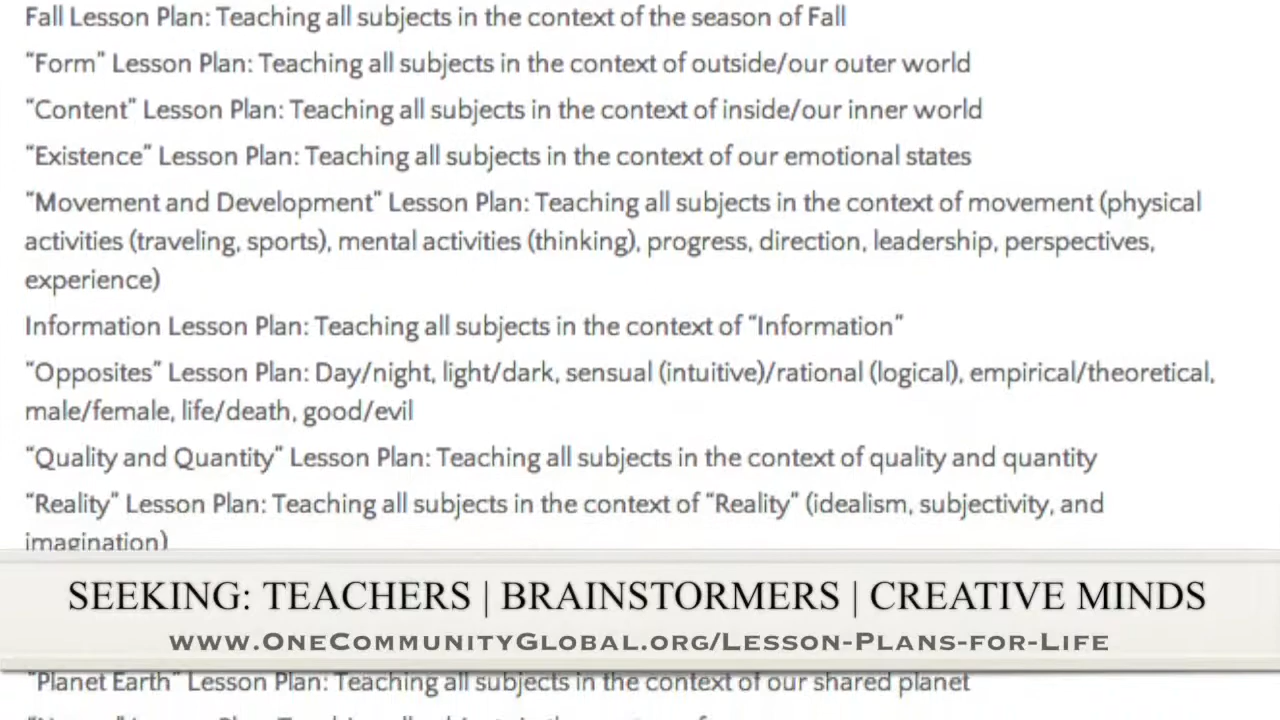 Fall Lesson Plan: Teaching all subjects in the context of the season of Fall
“Form” Lesson Plan: Teaching all subjects in the context of outside/our outer world
“Content” Lesson Plan: Teaching all subjects in the context of inside/our inner world
“Existence” Lesson Plan: Teaching all subjects in the context of our emotional states
“Movement and Development” Lesson Plan: Teaching all subjects in the context of movement (physical
activities (traveling, sports), mental activities (thinking), progress, direction, leadership, perspectives,
experience)
Information Lesson Plan: Teaching all subjects in the context of “Information”
“Opposites” Lesson Plan: Day/night, light/dark, sensual (intuitive)/rational (logical), empirical/theoretical,
male/female, life/death, good/evil
“Quality and Quantity” Lesson Plan: Teaching all subjects in the context of quality and quantity
“Reality” Lesson Plan: Teaching all subjects in the context of “Reality” (idealism, subjectivity, and
imagination)
SEEKING: TEACHERS | BRAINSTORMERS | CREATIVE MINDS
www.OneCommunityGlobal.org/Lesson-Plans-for-Life
“Planet Earth” Lesson Plan: Teaching all subjects in the context of our shared planet